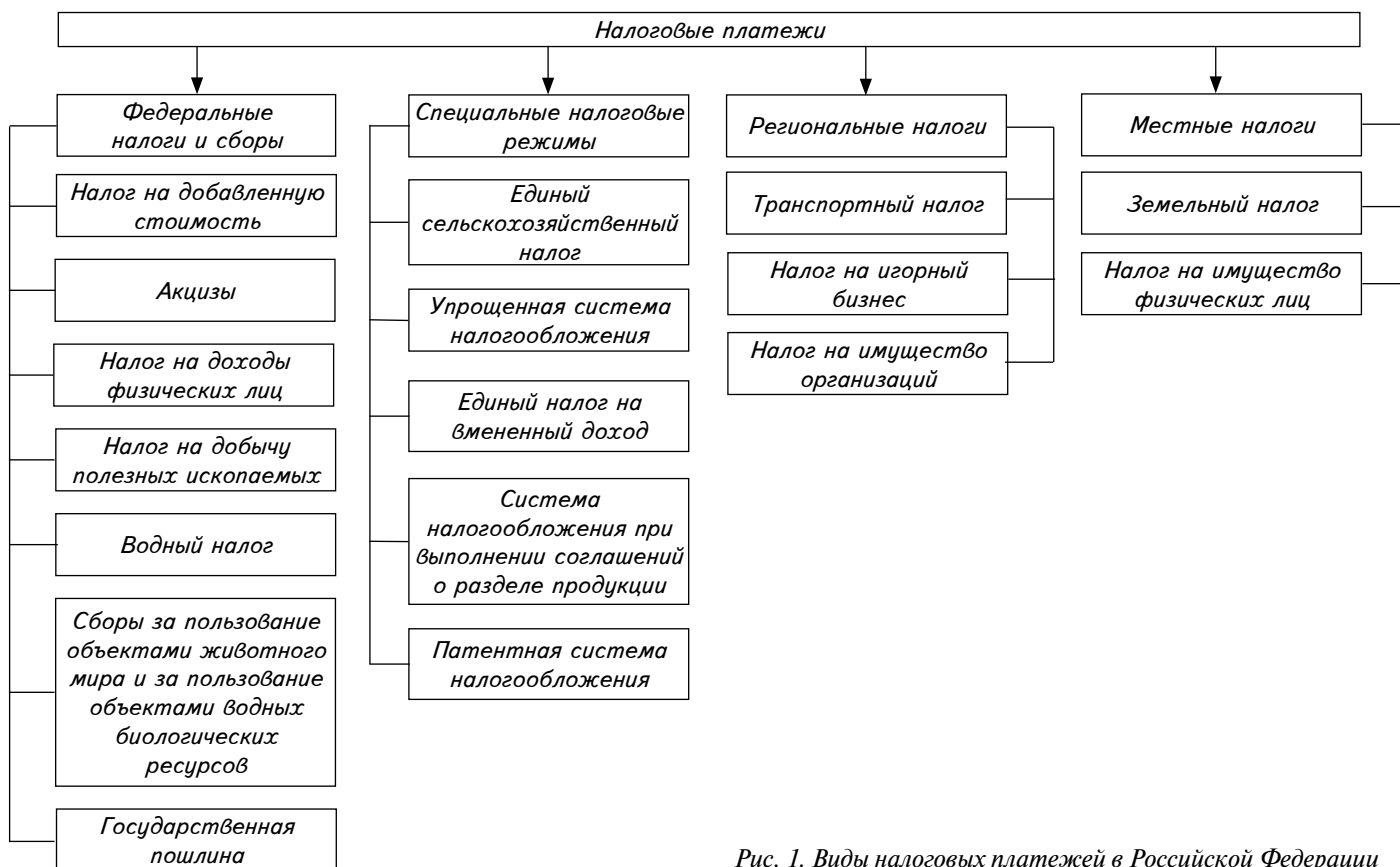 Налоговые платежи
Федеральные
налоги и сборы
Налог на добавленную
стоимость
Акцизы
Налог на доходы
физических лиц
Налог на добычу
полезных ископаемых
Водный налог
Сборы за пользование
объектами животного
мира и за пользование
объектами водных
биологических
ресурсов
Государственная
пошлина
Специальные налоговые
режимы
Единый
сельскохозяйственный
налог
Упрощенная система
налогообложения
Единый налог на
вмененный доход
Система
налогообложения при
выполнении соглашений
о разделе продукции
Патентная система
налогообложения
Региональные налоги
Транспортный налог
Налог на игорный
бизнес
Налог на имущество
организаций
Местные налоги
Земельный налог
Налог на имущество
физических лиц
Рис. 1. Виды налоговых платежей в Российской Федерации